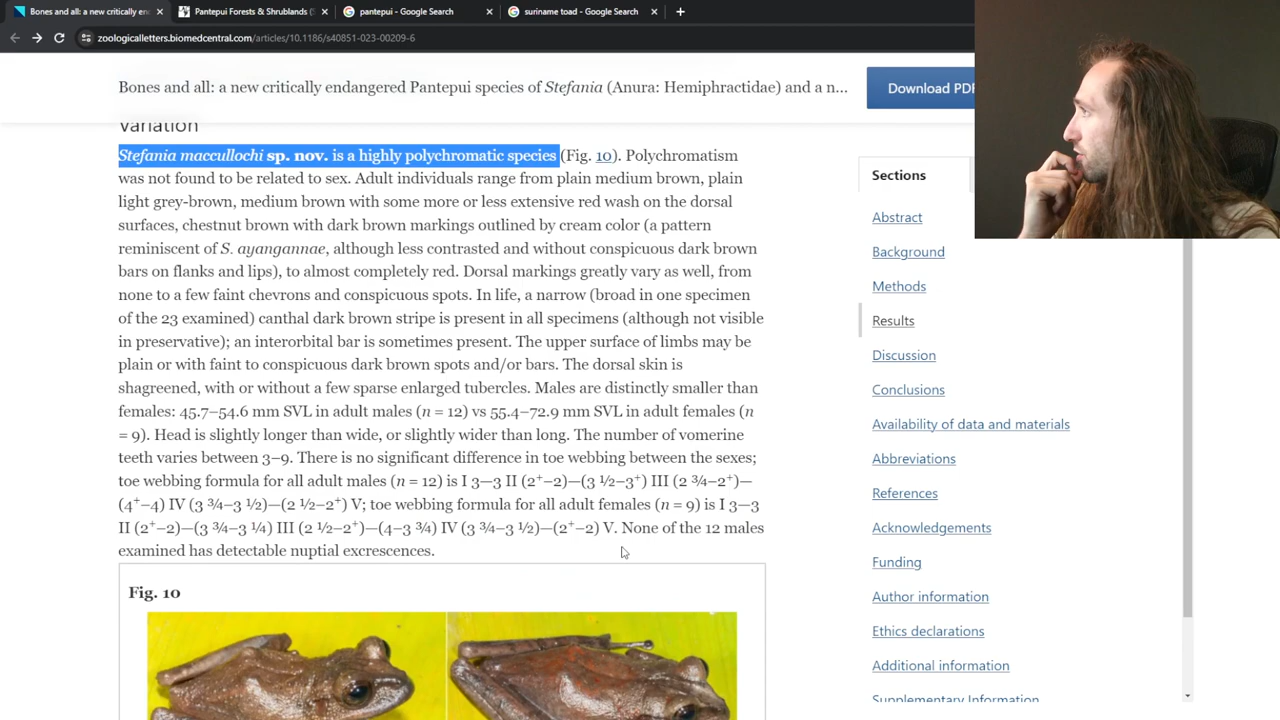 Bones and all: a new critically en
Pantepui Forests & Shrublands (S
pantepui - Google Search
suriname toad - Google Search
zoologicalletters.biomedcentral.com/articles/10.1186/s40851-023-00209-6
Bones and all: a new critically endangered Pantepui species of Stefania (Anura: Hemiphractidae) and a n...
Download PDF
Variation
Stefania maccullochi sp. nov. is a highly polychromatic species (Fig. 10). Polychromatism
was not found to be related to sex. Adult individuals range from plain medium brown, plain
light grey-brown, medium brown with some more or less extensive red wash on the dorsal
surfaces, chestnut brown with dark brown markings outlined by cream color (a pattern
reminiscent of S. ayangannae, although less contrasted and without conspicuous dark brown
bars on flanks and lips), to almost completely red. Dorsal markings greatly vary as well, from
none to a few faint chevrons and conspicuous spots. In life, a narrow (broad in one specimen
of the 23 examined) canthal dark brown stripe is present in all specimens (although not visible
in preservative); an interorbital bar is sometimes present. The upper surface of limbs may be
plain or with faint to conspicuous dark brown spots and/or bars. The dorsal skin is
shagreened, with or without a few sparse enlarged tubercles. Males are distinctly smaller than
females: 45.7–54.6 mm SVL in adult males (n = 12) vs 55.4–72.9 mm SVL in adult females (n
= 9). Head is slightly longer than wide, or slightly wider than long. The number of vomerine
teeth varies between 3–9. There is no significant difference in toe webbing between the sexes;
toe webbing formula for all adult males (n = 12) is I 3—3 II (2⁺–2)—(3 ½–3⁺) III (2 ¾–2⁺)—
(4⁺–4) IV (3 ¾–3 ½)—(2 ½–2⁺) V; toe webbing formula for all adult females (n = 9) is I 3—3
II (2⁺–2)—(3 ¾–3 ¼) III (2 ½–2⁺)—(4–3 ¾) IV (3 ¾–3 ½)—(2⁺–2) V. None of the 12 males
examined has detectable nuptial excrescences.
Fig. 10
Sections
Abstract
Background
Methods
Results
Discussion
Conclusions
Availability of data and materials
Abbreviations
References
Acknowledgements
Funding
Author information
Ethics declarations
Additional information
Supplementary Information